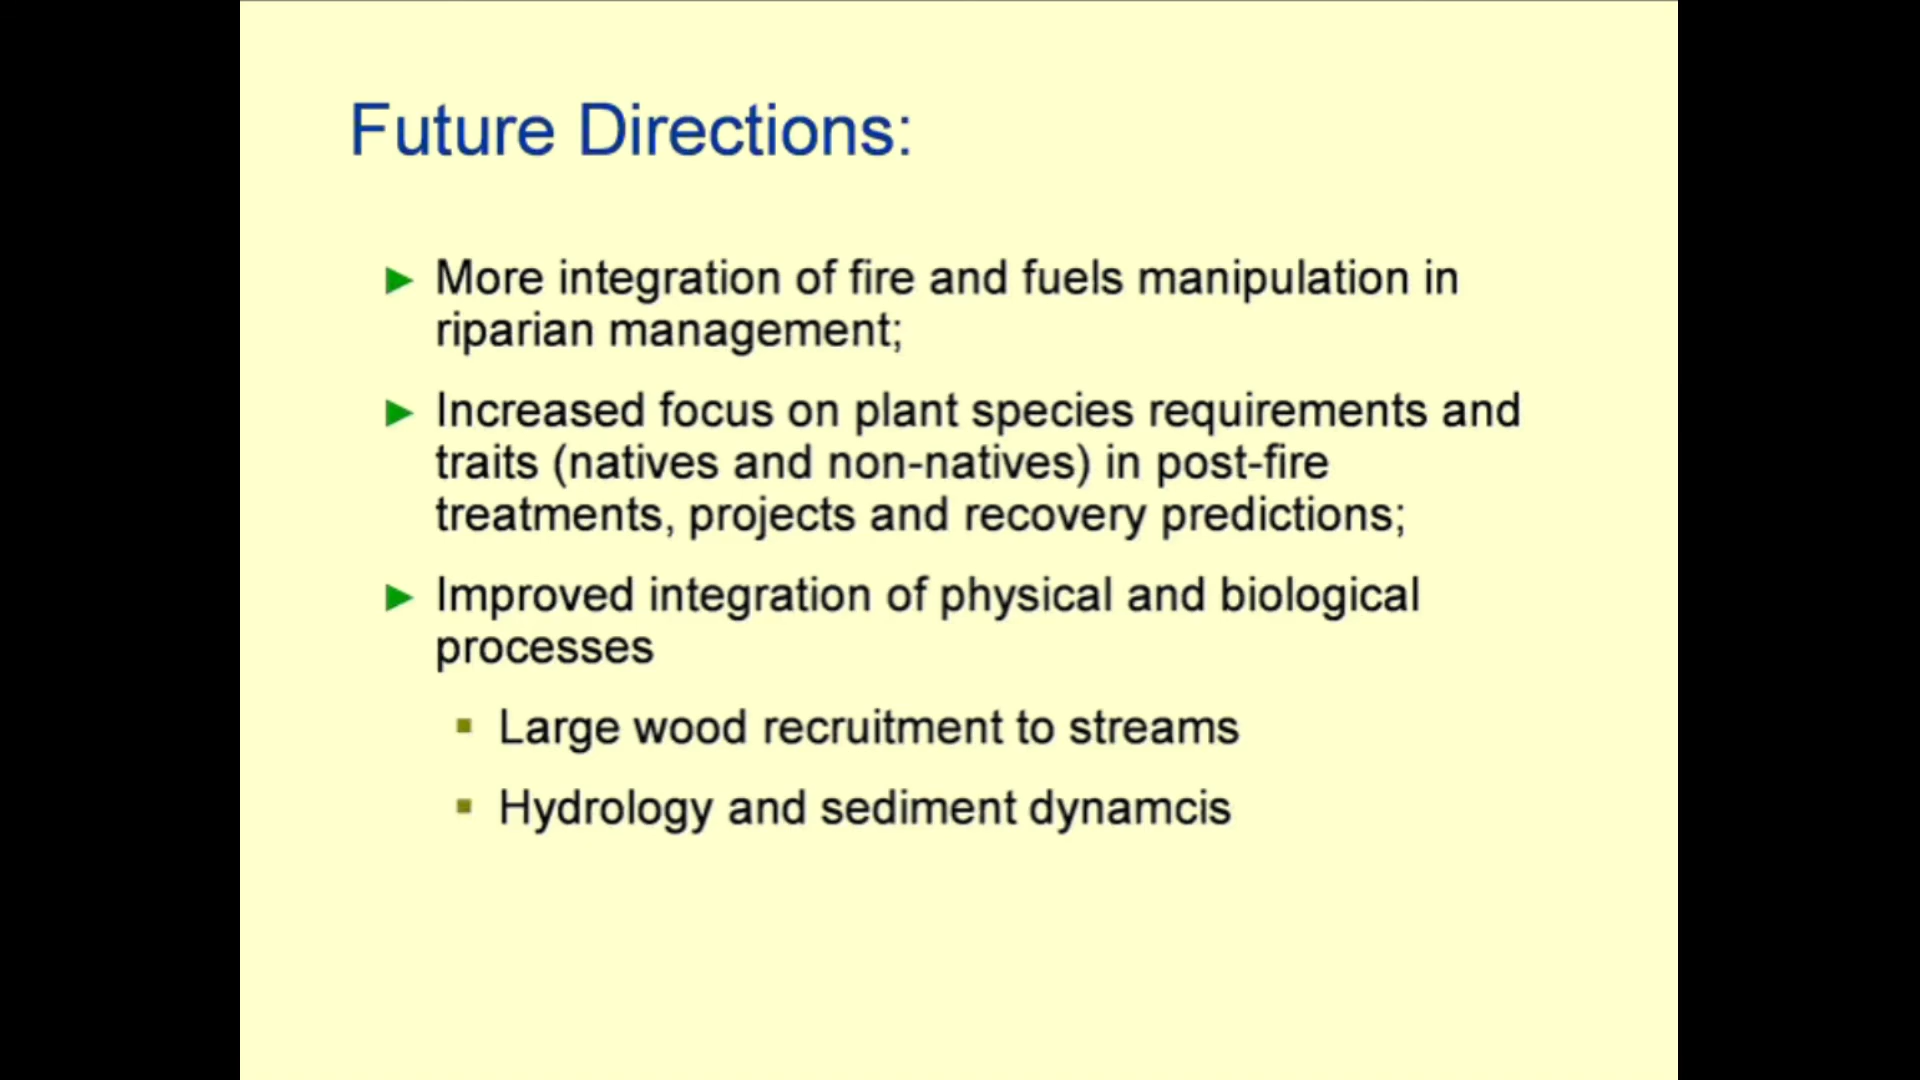 Future Directions:
More integration of fire and fuels manipulation in
riparian management;
Increased focus on plant species requirements and
traits (natives and non-natives) in post-fire
treatments, projects and recovery predictions;
Improved integration of physical and biological
processes
Large wood recruitment to streams
Hydrology and sediment dynamcis